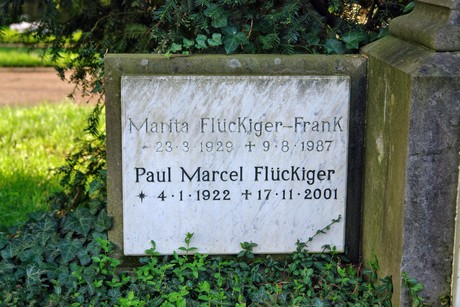 Marita Flückiger-Frank
* 23·3·1929 ✝ 9·8·1987
Paul Marcel Flückiger
* 4·1·1922 ✝ 17·11·2001